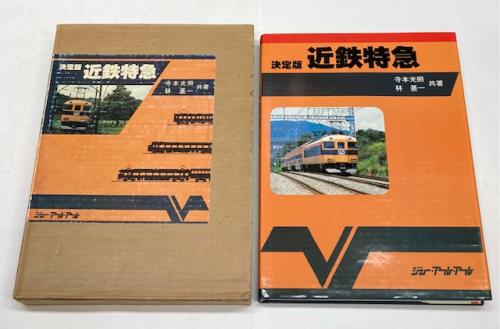 決定版 近鉄特急
寺本光照
林 基一 共著
ジェー・アール・アール
決定版 近鉄特急
寺本光照
林 基一 共著
ジェー・アール・アール